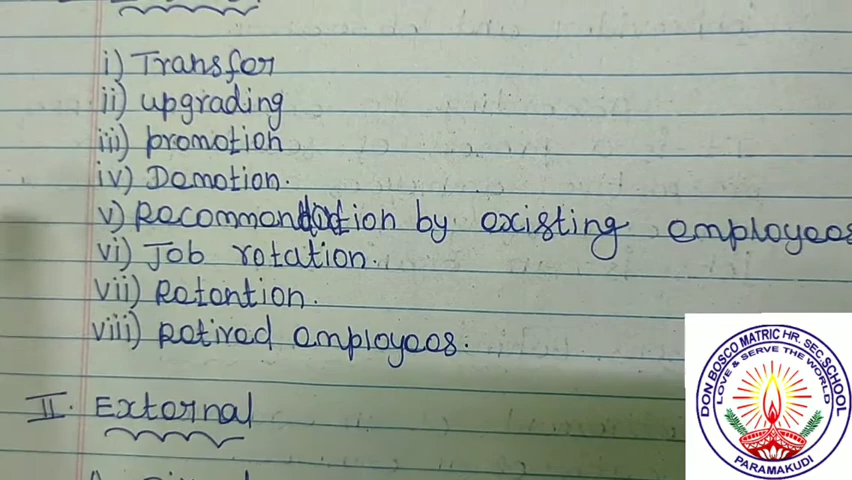 i) Transfer
ii) upgrading
iii) promotion
iv) Demotion.
v) Recommendation by existing employees
vi) Job rotation.
vii) Retention.
viii) Retired employees.
II. External
DON BOSCO MATRIC HR. SEC. SCHOOL
LOVE & SERVE THE WORLD
PARAMAKUDI